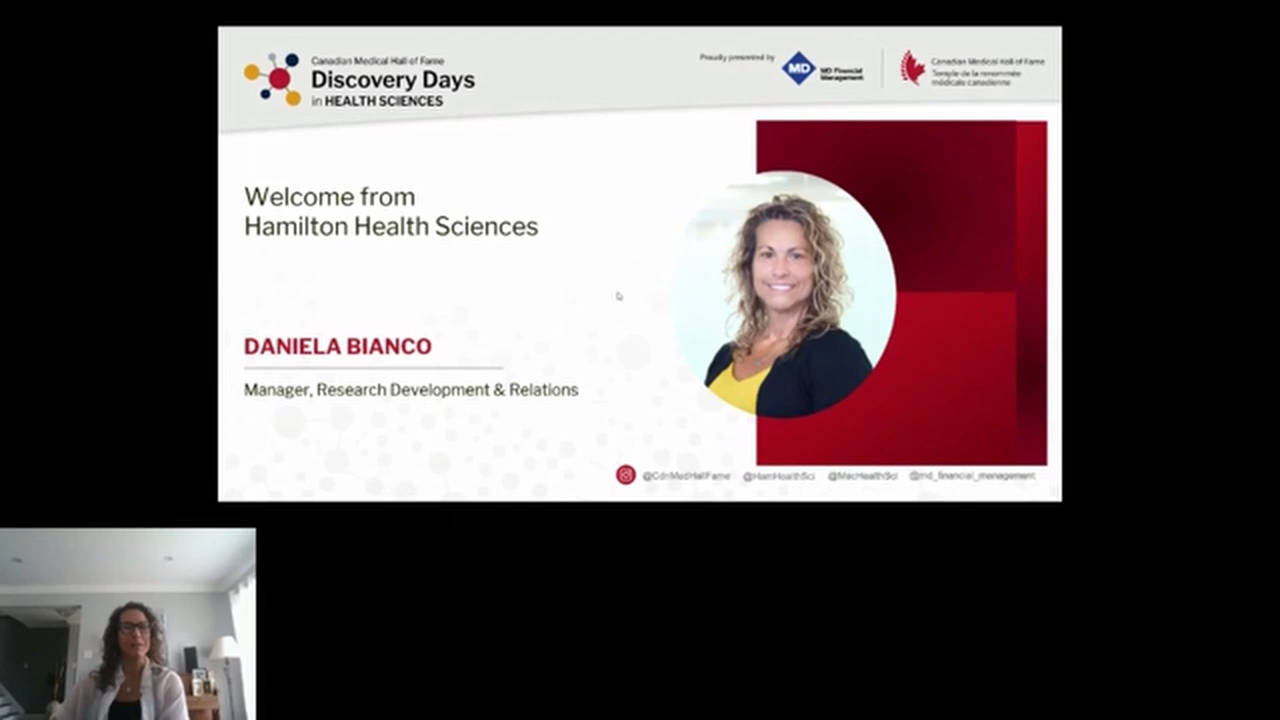 Canadian Medical Hall of Fame
Discovery Days
in HEALTH SCIENCES
Proudly presented by
MD
MD Financial
Management
Canadian Medical Hall of Fame
Temple de la renommée
médicale canadienne
Welcome from
Hamilton Health Sciences
DANIELA BIANCO
Manager, Research Development & Relations
@CdnMedHallFame @HamHealthSci @MacHealthSci @md_financial_management